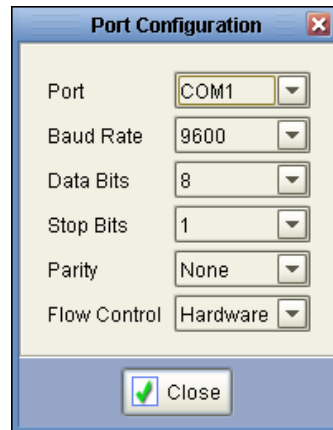 Port Configuration
Port COM1
Baud Rate 9600
Data Bits 8
Stop Bits 1
Parity None
Flow Control Hardware
Close